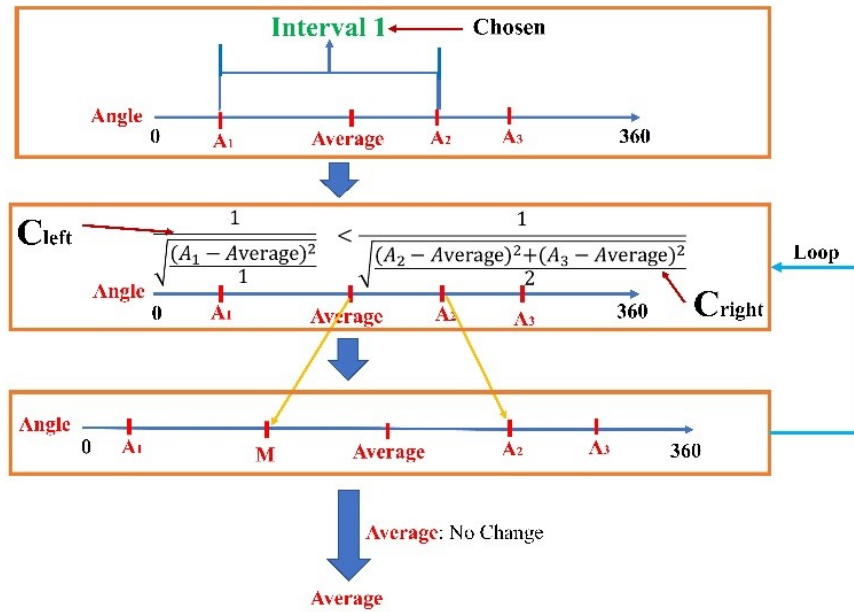 Interval 1 Chosen
Angle
0 A₁ Average A₂ A₃ 360
C_left 1/√((A₁ − Average)²/1) < 1/√(((A₂ − Average)²+(A₃ − Average)²)/2)
Loop
Angle
0 A₁ Average A₂ A₃ 360
C_right
Angle
0 A₁ M Average A₂ A₃ 360
Average: No Change
Average